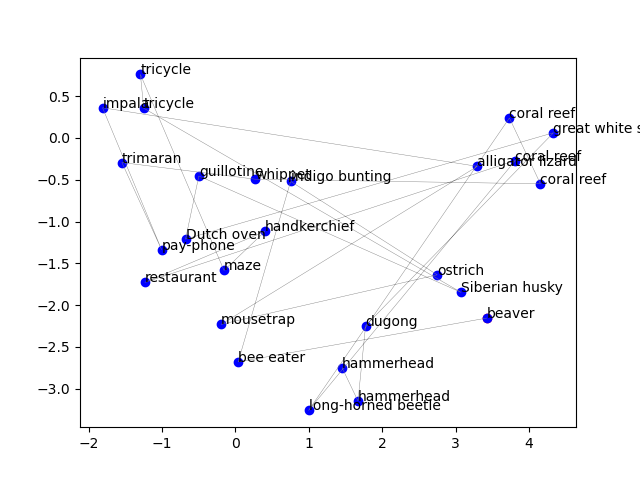 tricycle
impala
tricycle
coral reef
great white s
trimaran
coral reef
alligator lizard
guillotine
whippet
indigo bunting
coral reef
handkerchief
Dutch oven
pay-phone
maze
restaurant
ostrich
Siberian husky
mousetrap
dugong
beaver
bee eater
hammerhead
hammerhead
long-horned beetle
0.5
0.0
−0.5
−1.0
−1.5
−2.0
−2.5
−3.0
−2 −1 0 1 2 3 4